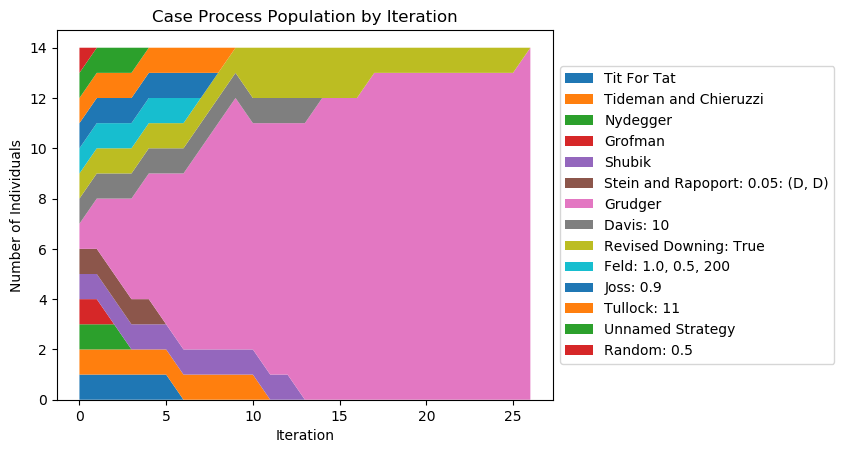 Case Process Population by Iteration
14
12
10
8
6
4
2
0
Number of Individuals
0
5
10
15
20
25
Iteration
Tit For Tat
Tideman and Chieruzzi
Nydegger
Grofman
Shubik
Stein and Rapoport: 0.05: (D, D)
Grudger
Davis: 10
Revised Downing: True
Feld: 1.0, 0.5, 200
Joss: 0.9
Tullock: 11
Unnamed Strategy
Random: 0.5